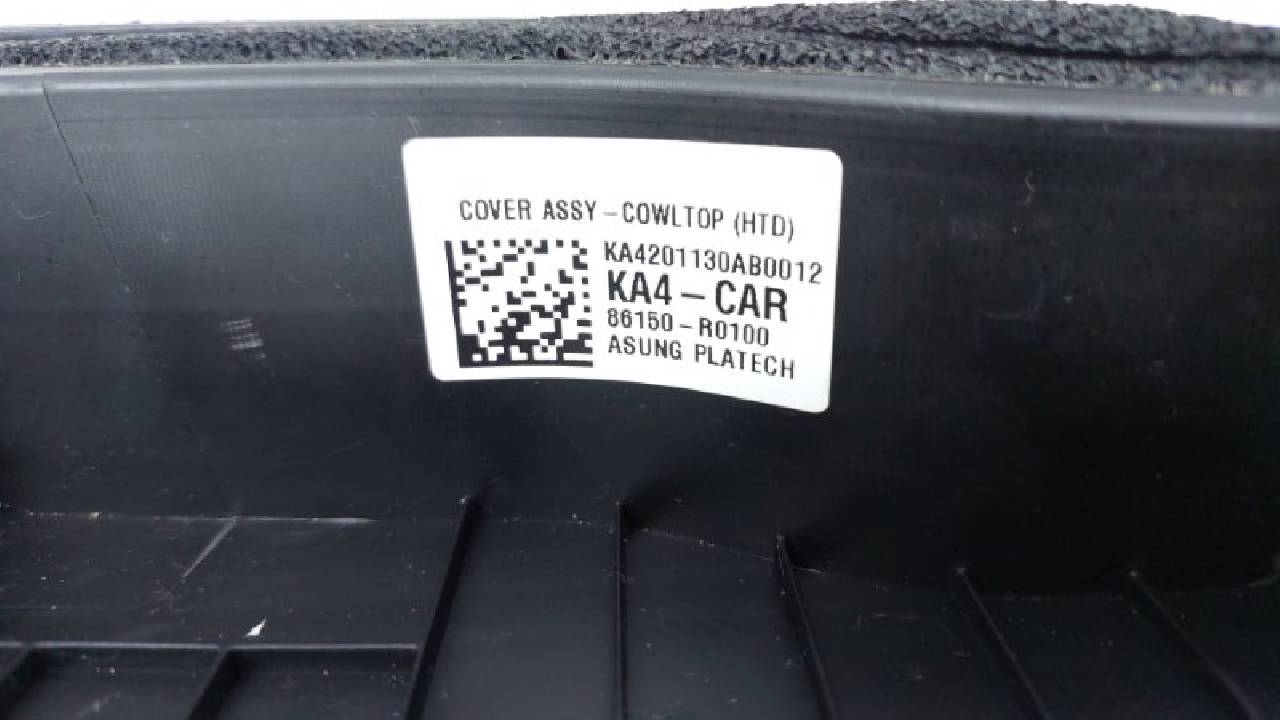 COVER ASSY-COWLTOP (HTD)
KA4201130AB0012
KA4-CAR
86150-R0100
ASUNG PLATECH